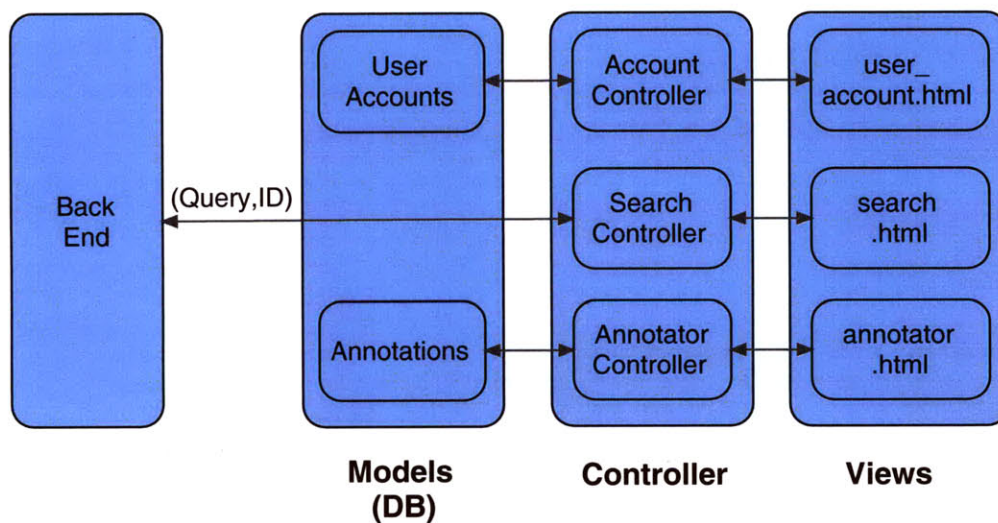 Back
End
(Query,ID)
User
Accounts
Annotations
Account
Controller
Search
Controller
Annotator
Controller
user_
account.html
search
.html
annotator
.html
Models
(DB)
Controller
Views